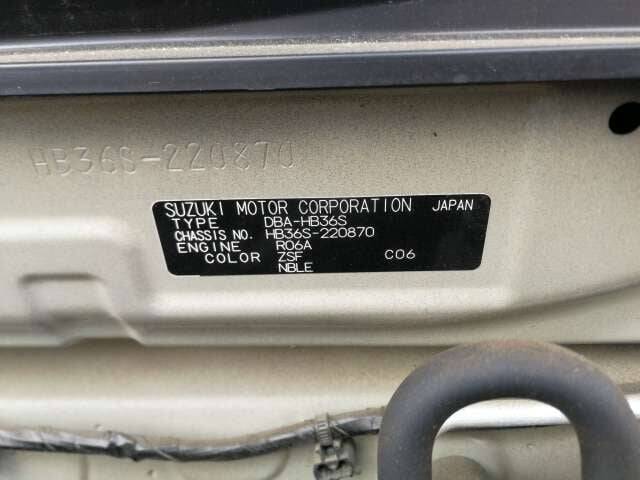 HB36S-220870
SUZUKI MOTOR CORPORATION JAPAN
TYPE DBA-HB36S
CHASSIS NO. HB36S-220870
ENGINE R06A
COLOR ZSF C06
NBLE